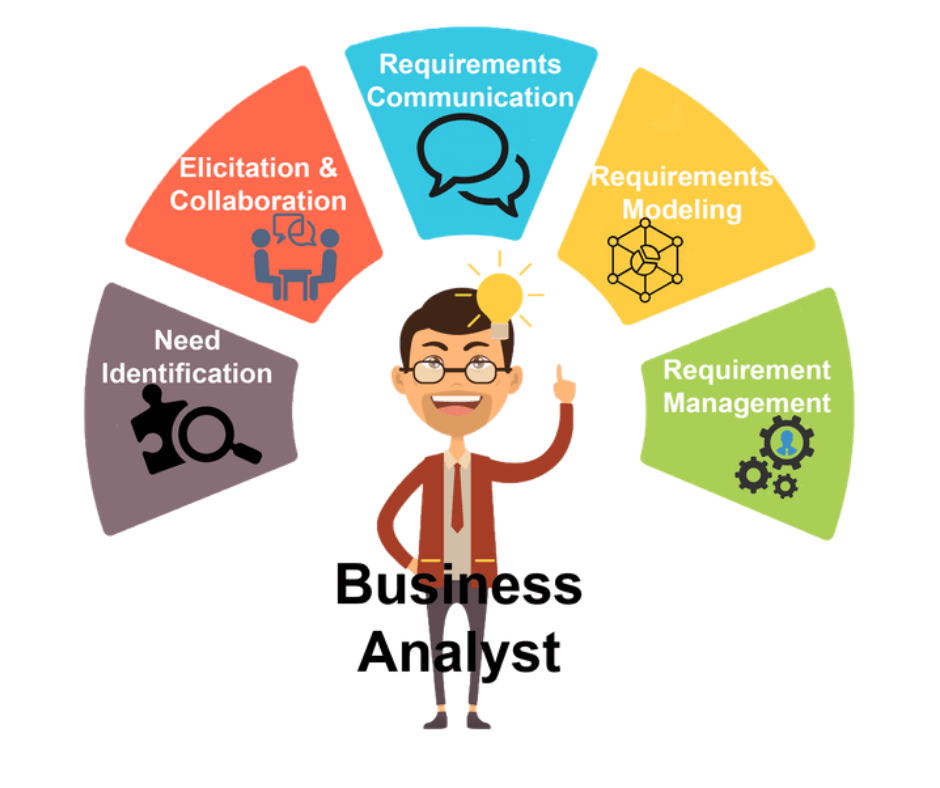 Requirements
Communication
Elicitation &
Collaboration
Requirements
Modeling
Need
Identification
Requirement
Management
Business
Analyst